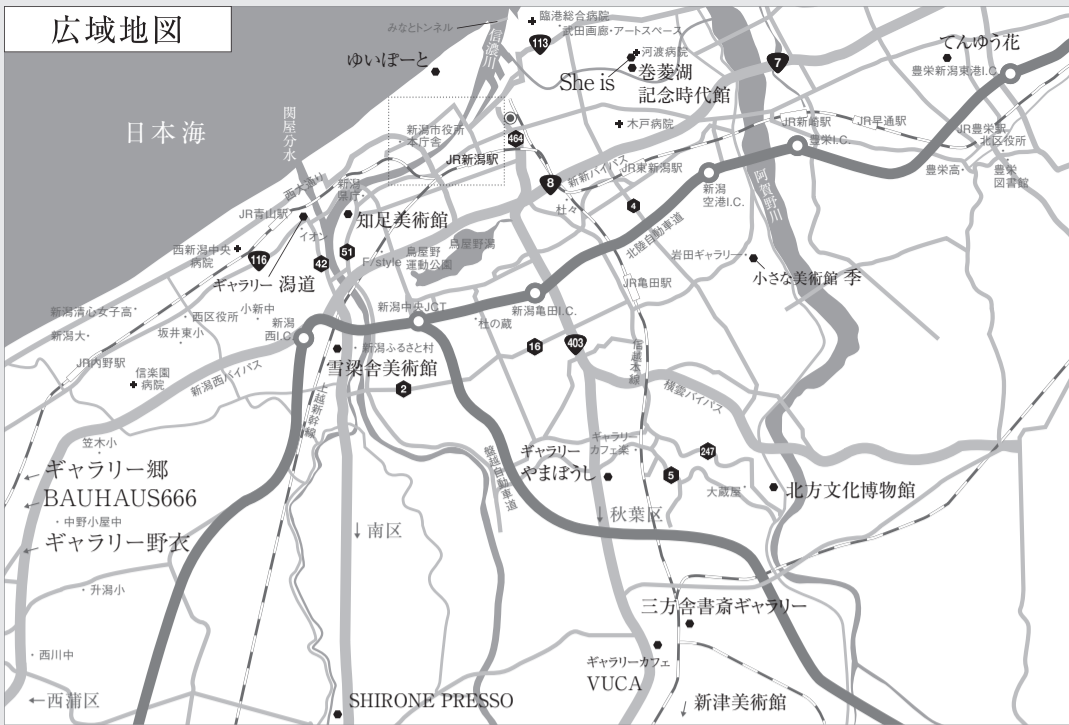 広域地図
みなとトンネル
信濃川
臨港総合病院
武田画廊・アートスペース
113
ゆいぽーと
河渡病院
She is
巻菱湖
記念時代館
7
てんゆう花
豊栄新潟東港I.C.
日本海
関屋分水
新潟市役所
本庁舎
464
木戸病院
JR新潟駅
JR新崎駅
JR早通駅
JR豊栄駅
北区役所
豊栄I.C.
豊栄高
豊栄
図書館
西大通り
新潟
県庁
8
新新バイパス
JR東新潟駅
新潟
空港I.C.
阿賀野川
JR青山駅
イオン
知足美術館
杜々
4
北陸自動車道
西新潟中央
病院
116
42
51
F/style
鳥屋野
運動公園
鳥屋野潟
岩田ギャラリー
小さな美術館 季
ギャラリー 潟道
JR亀田駅
新潟清心女子高
西区役所
小新中
新潟中央JCT
新潟亀田I.C.
新潟大
坂井東小
新潟
西I.C.
杜の蔵
JR内野駅
信楽園
病院
新潟西バイパス
新潟ふるさと村
雪梁舎美術館
16
403
信越本線
2
横雲バイパス
上越新幹線
笠木小
ギャラリー郷
BAUHAUS666
中野小屋中
ギャラリー野衣
磐越自動車道
ギャラリー
やまぼうし
ギャラリー
カフェ楽
247
5
大蔵屋
北方文化博物館
↓南区
↓秋葉区
升潟小
三方舎書斎ギャラリー
西川中
ギャラリーカフェ
VUCA
←西蒲区
SHIRONE PRESSO
↓新津美術館